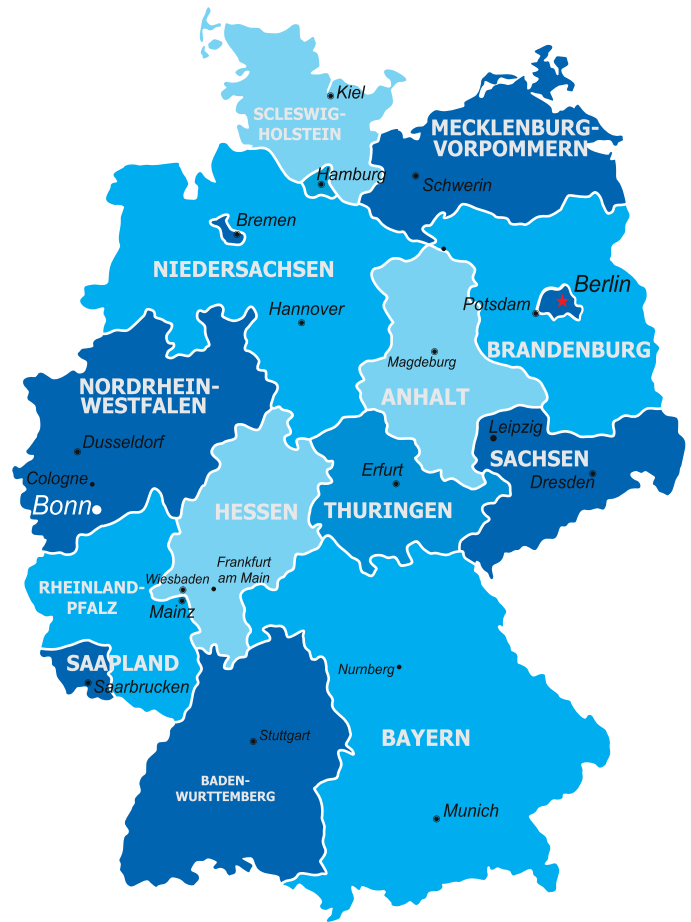 Kiel
SCLESWIG-
HOLSTEIN
MECKLENBURG-
VORPOMMERN
Hamburg
Schwerin
Bremen
NIEDERSACHSEN
Hannover
Berlin
Potsdam
BRANDENBURG
Magdeburg
ANHALT
NORDRHEIN-
WESTFALEN
Dusseldorf
Cologne
Bonn
Leipzig
SACHSEN
Dresden
Erfurt
THURINGEN
HESSEN
Frankfurt
am Main
Wiesbaden
Mainz
RHEINLAND-
PFALZ
SAAPLAND
Saarbrucken
Nurnberg
Stuttgart
BAYERN
BADEN-
WURTTEMBERG
Munich